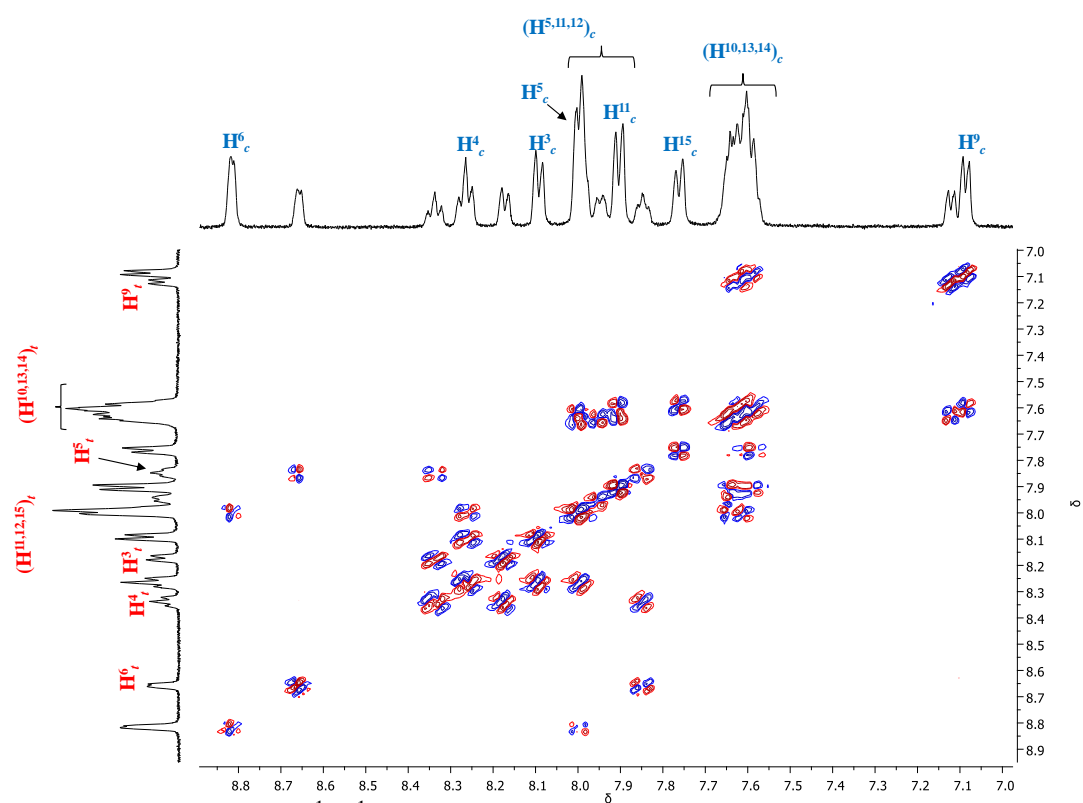 (H5,11,12)c
(H10,13,14)c
H5c
H11c
H6c
H4c
H3c
H15c
H9c
7.0
7.1
7.2
7.3
7.4
7.5
7.6
7.7
7.8
7.9
8.0
8.1
8.2
8.3
8.4
8.5
8.6
8.7
8.8
8.9
δ
H9t
(H10,13,14)t
H5t
(H11,12,15)t
H3t
H4t
H6t
8.8 8.7 8.6 8.5 8.4 8.3 8.2 8.1 8.0 7.9 7.8 7.7 7.6 7.5 7.4 7.3 7.2 7.1 7.0
δ